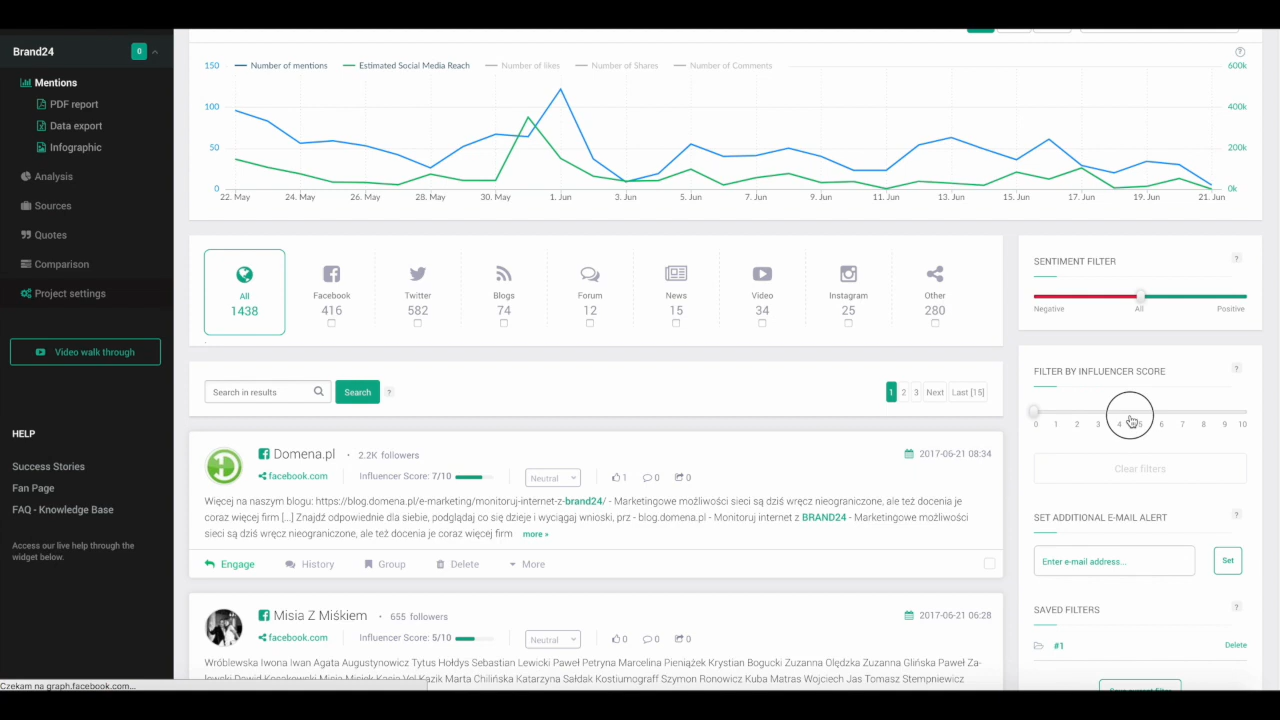 Brand24 0
Mentions
PDF report
Data export
Infographic
Analysis
Sources
Quotes
Comparison
Project settings
Video walk through
HELP
Success Stories
Fan Page
FAQ - Knowledge Base
Access our live help through the
widget below.
Czekam na graph.facebook.com...
150 Number of mentions Estimated Social Media Reach Number of likes Number of Shares Number of Comments 600k
?
100 400k
50 200k
0 0k
22. May 24. May 26. May 28. May 30. May 1. Jun 3. Jun 5. Jun 7. Jun 9. Jun 11. Jun 13. Jun 15. Jun 17. Jun 19. Jun 21. Jun
All Facebook Twitter Blogs Forum News Video Instagram Other
1438 416 582 74 12 15 34 25 280
Search in results Search ? 1 2 3 Next Last [15]
Domena.pl • 2.2K followers 2017-06-21 08:34
facebook.com Influencer Score: 7/10 Neutral 1 0 0
Więcej na naszym blogu: https://blog.domena.pl/e-marketing/monitoruj-internet-z-brand24/ - Marketingowe możliwości sieci są dziś wręcz nieograniczone, ale też docenia je
coraz więcej firm [...] Znajdź odpowiednie dla siebie, podglądaj co się dzieje i wyciągaj wnioski, prz - blog.domena.pl - Monitoruj internet z BRAND24 - Marketingowe możliwości sieci
są dziś wręcz nieograniczone, ale też docenia je coraz więcej firm more »
Engage History Group Delete More
Misia Z Miśkiem • 655 followers 2017-06-21 06:28
facebook.com Influencer Score: 5/10 Neutral 0 0 0
Wróblewska Iwona Iwan Agata Augustynowicz Tytus Hołdys Sebastian Lewicki Paweł Petryna Marcelina Pieniążek Krystian Bogucki Zuzanna Olędzka Zuzanna Glińska Paweł Za-
SENTIMENT FILTER ?
Negative All Positive
FILTER BY INFLUENCER SCORE ?
0 1 2 3 4 5 6 7 8 9 10
Clear filters
SET ADDITIONAL E-MAIL ALERT ?
Enter e-mail address... Set
SAVED FILTERS ?
#1 Delete